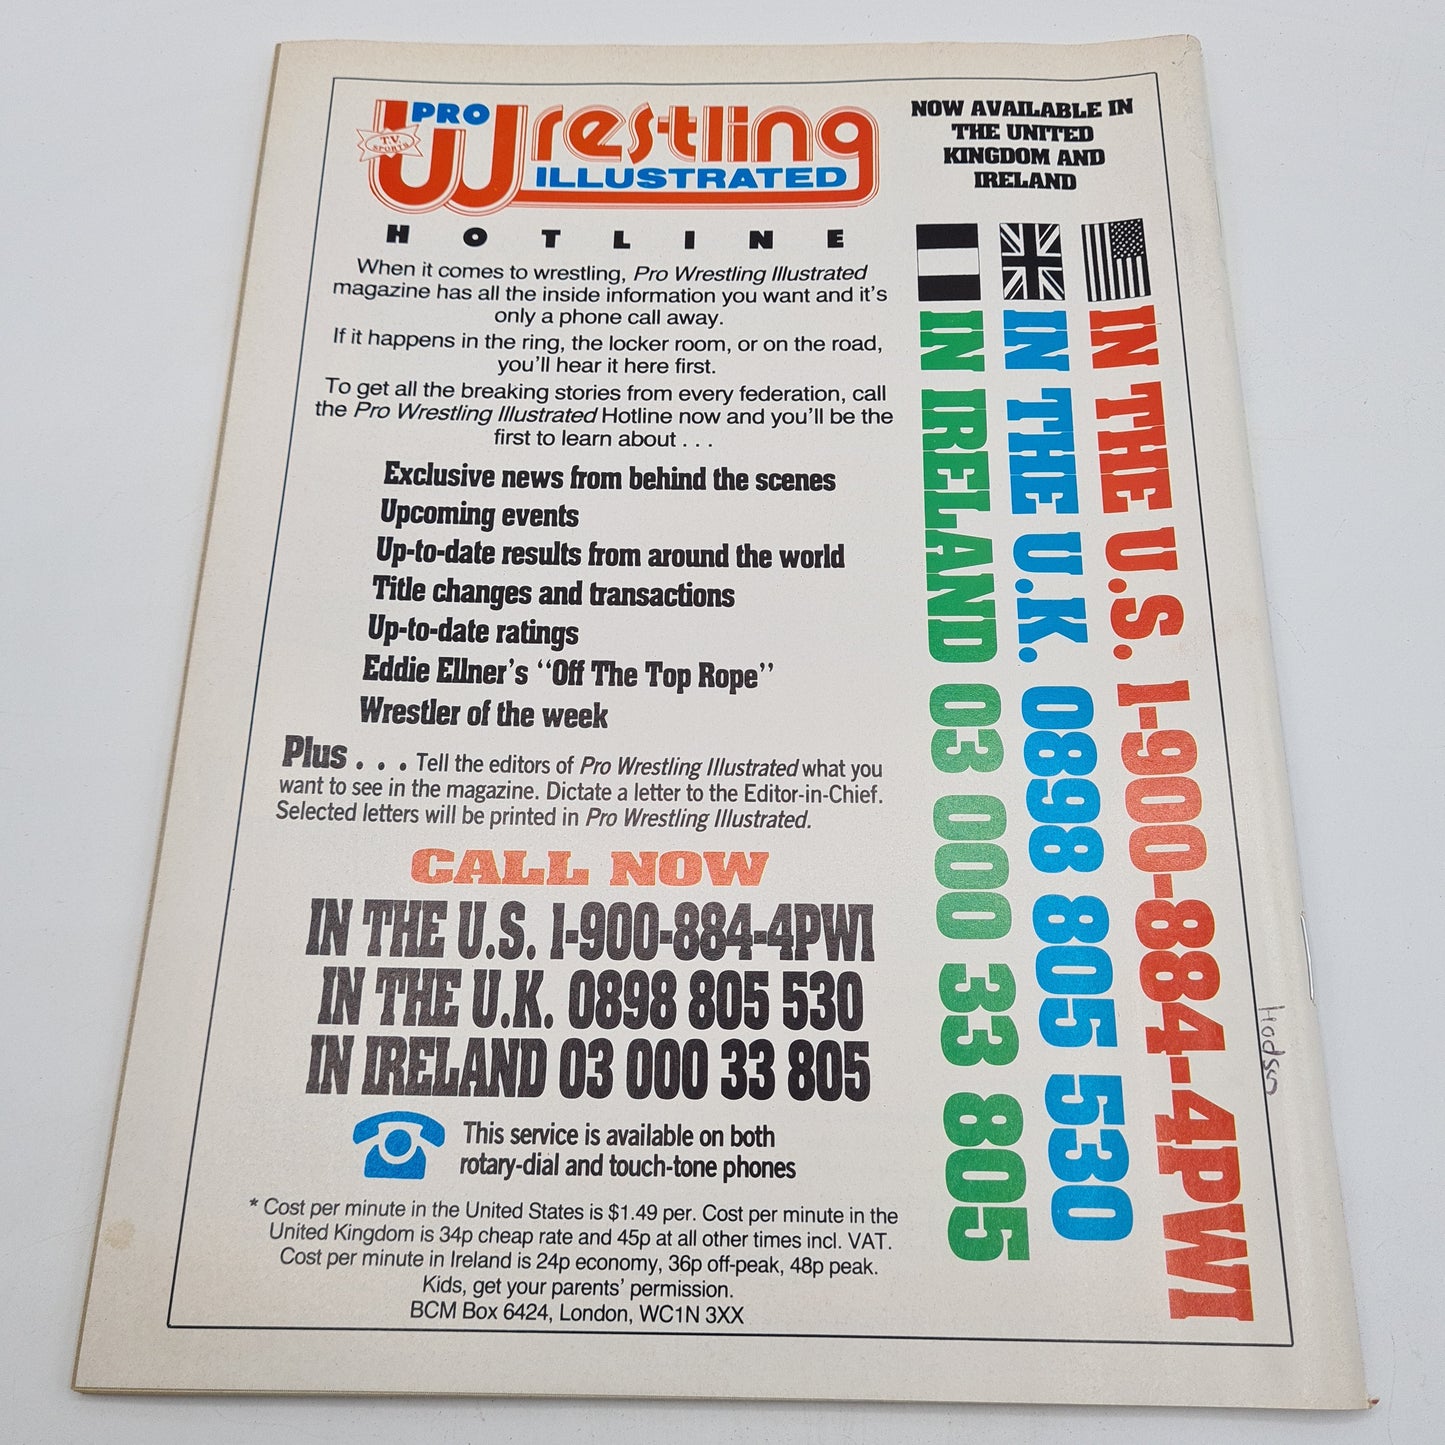 PRO
Wrestling
T.V.
SPORTS
ILLUSTRATED
HOTLINE
NOW AVAILABLE IN
THE UNITED
KINGDOM AND
IRELAND
When it comes to wrestling, Pro Wrestling Illustrated
magazine has all the inside information you want and it's
only a phone call away.
If it happens in the ring, the locker room, or on the road,
you'll hear it here first.
To get all the breaking stories from every federation, call
the Pro Wrestling Illustrated Hotline now and you'll be the
first to learn about . . .
Exclusive news from behind the scenes
Upcoming events
Up-to-date results from around the world
Title changes and transactions
Up-to-date ratings
Eddie Ellner's "Off The Top Rope"
Wrestler of the week
Plus . . . Tell the editors of Pro Wrestling Illustrated what you
want to see in the magazine. Dictate a letter to the Editor-in-Chief.
Selected letters will be printed in Pro Wrestling Illustrated.
CALL NOW
IN THE U.S. 1-900-884-4PWI
IN THE U.K. 0898 805 530
IN IRELAND 03 000 33 805
This service is available on both
rotary-dial and touch-tone phones
* Cost per minute in the United States is $1.49 per. Cost per minute in the
United Kingdom is 34p cheap rate and 45p at all other times incl. VAT.
Cost per minute in Ireland is 24p economy, 36p off-peak, 48p peak.
Kids, get your parents' permission.
BCM Box 6424, London, WC1N 3XX
IN THE U.S. 1-900-884-4PWI
IN THE U.K. 0898 805 530
IN IRELAND 03 000 33 805
Hodson